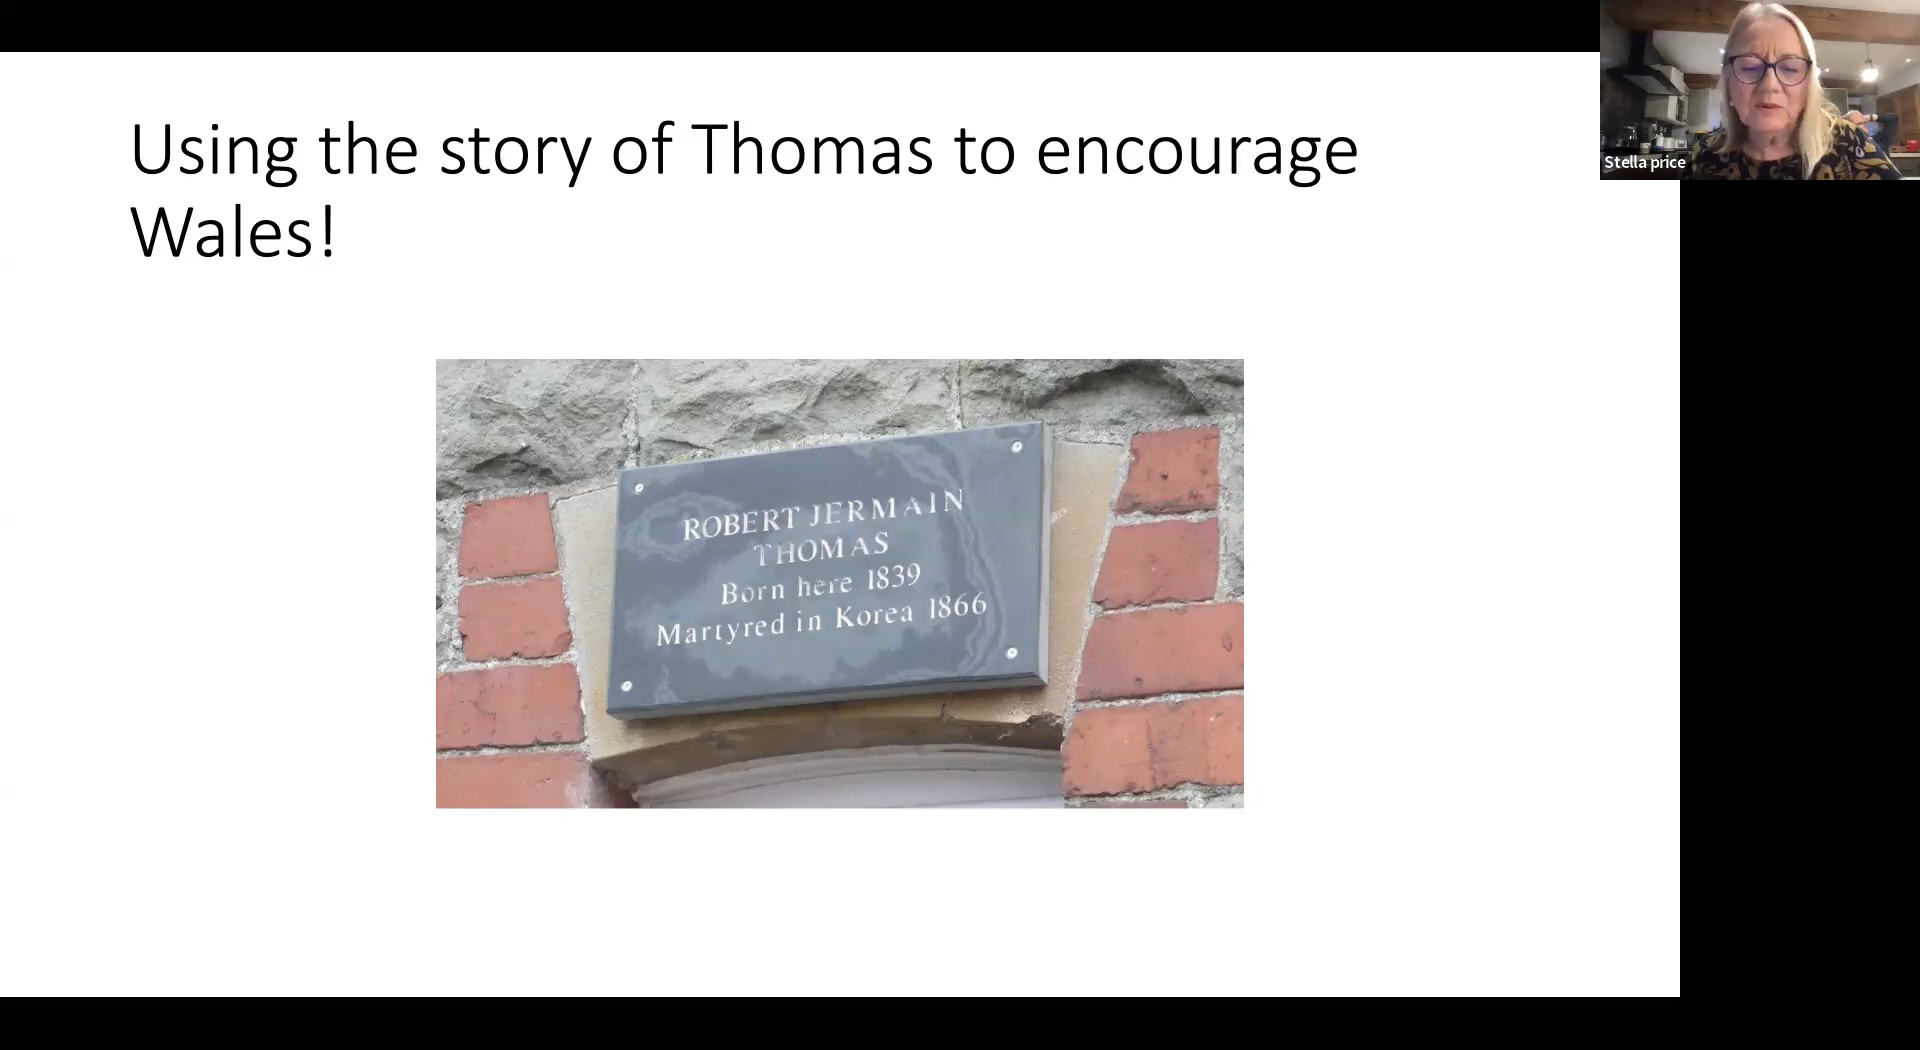 Using the story of Thomas to encourage
Wales!
Stella price
ROBERT JERMAIN
THOMAS
Born here 1839
Martyred in Korea 1866